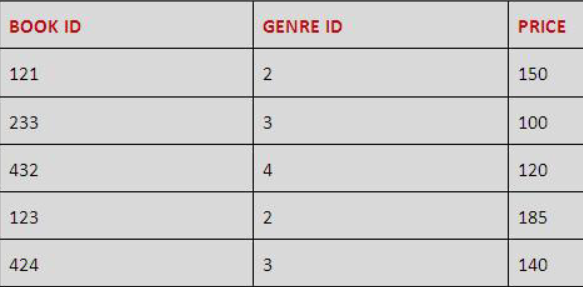 BOOK ID GENRE ID PRICE
121 2 150
233 3 100
432 4 120
123 2 185
424 3 140